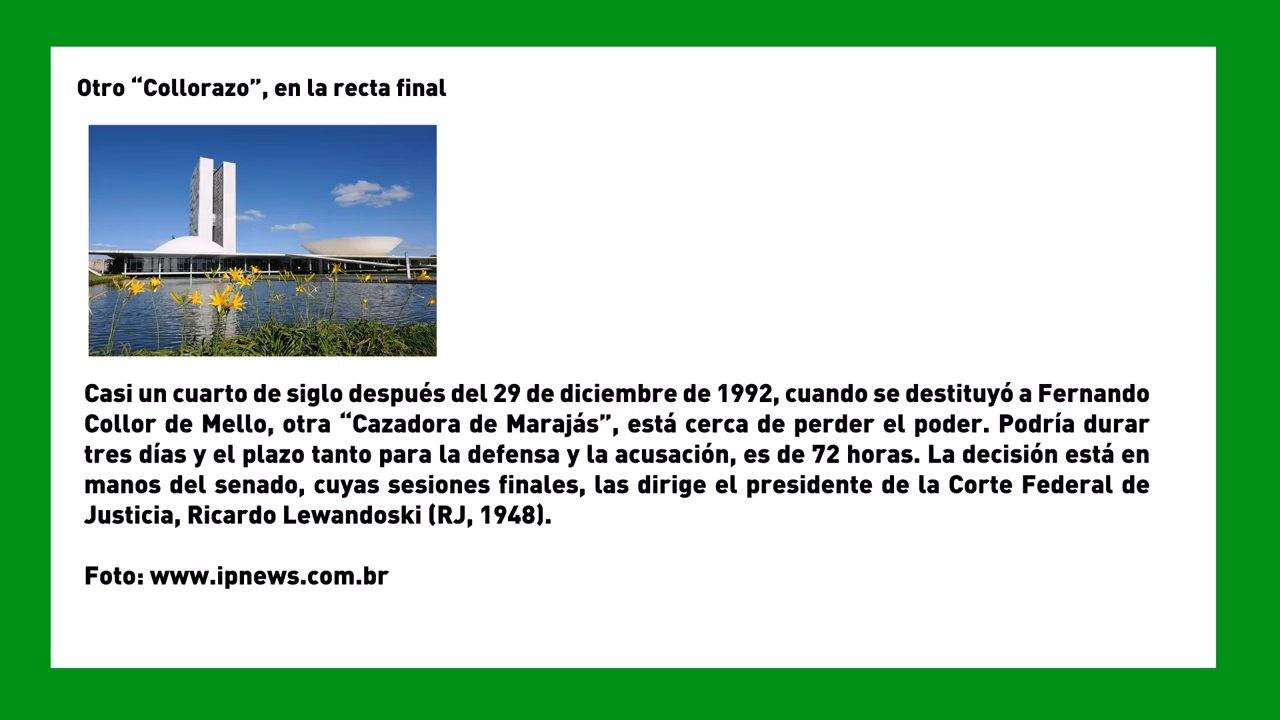 Otro “Collorazo”, en la recta final
Casi un cuarto de siglo después del 29 de diciembre de 1992, cuando se destituyó a Fernando
Collor de Mello, otra “Cazadora de Marajás”, está cerca de perder el poder. Podría durar
tres días y el plazo tanto para la defensa y la acusación, es de 72 horas. La decisión está en
manos del senado, cuyas sesiones finales, las dirige el presidente de la Corte Federal de
Justicia, Ricardo Lewandoski (RJ, 1948).
Foto: www.ipnews.com.br